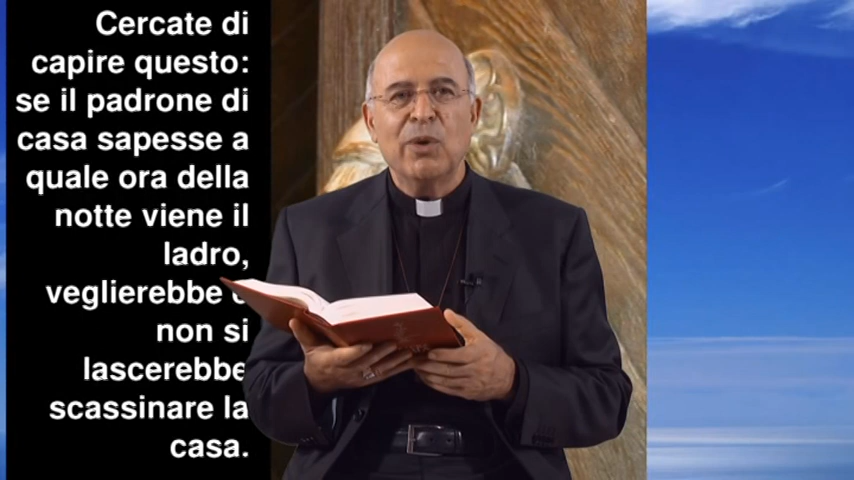 Cercate di
capire questo:
se il padrone di
casa sapesse a
quale ora della
notte viene il
ladro,
veglierebbe
non si
lascerebbe
scassinare la
casa.